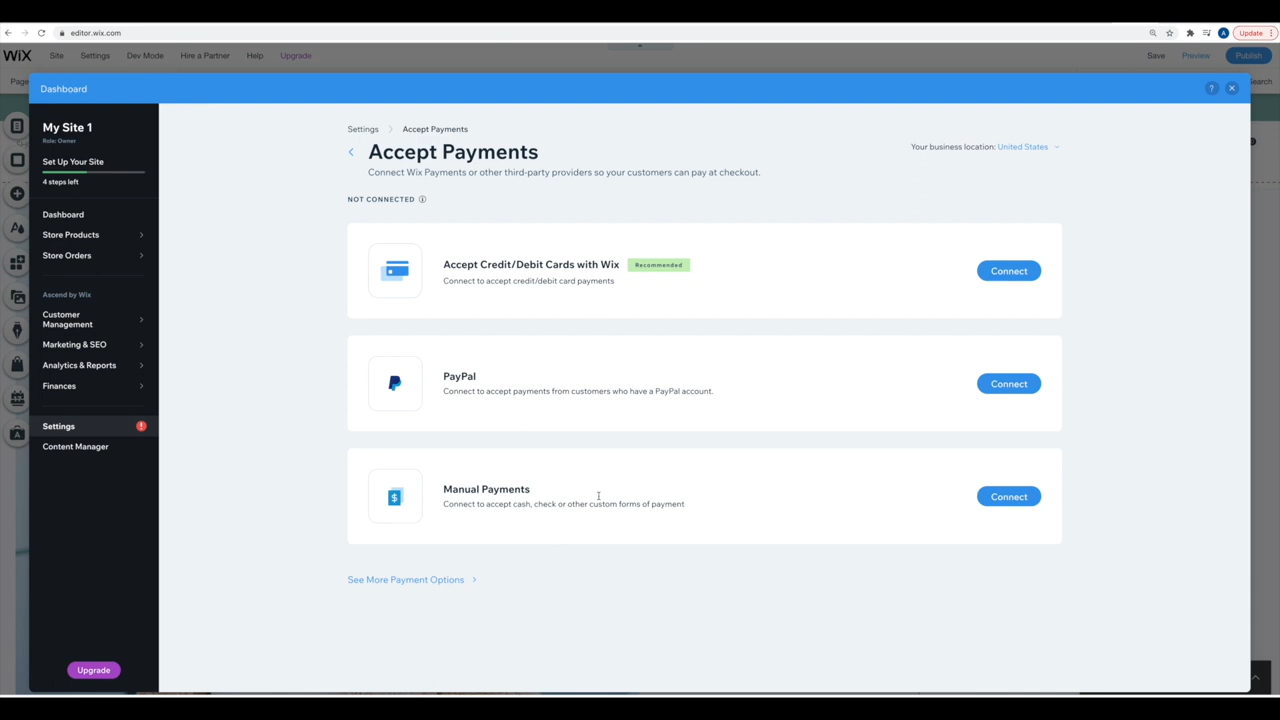 editor.wix.com
Update
WiX
Site
Settings
Dev Mode
Hire a Partner
Help
Upgrade
Save
Preview
Publish
Page
Search
Dashboard
?
My Site 1
Role: Owner
Set Up Your Site
4 steps left
Dashboard
Store Products
Store Orders
Ascend by Wix
Customer
Management
Marketing & SEO
Analytics & Reports
Finances
Settings
!
Content Manager
Upgrade
Settings > Accept Payments
Accept Payments
Connect Wix Payments or other third-party providers so your customers can pay at checkout.
Your business location: United States
NOT CONNECTED
Accept Credit/Debit Cards with Wix Recommended
Connect to accept credit/debit card payments
Connect
PayPal
Connect to accept payments from customers who have a PayPal account.
Connect
Manual Payments
Connect to accept cash, check or other custom forms of payment
Connect
See More Payment Options >